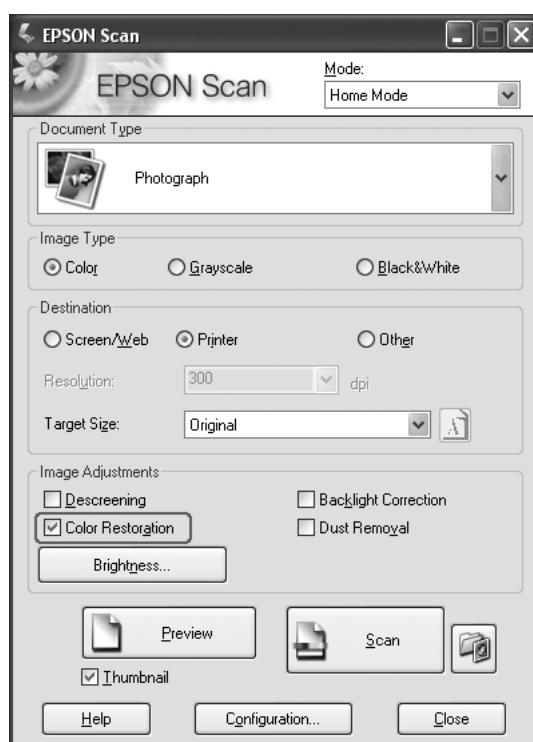 EPSON Scan
EPSON Scan
Mode:
Home Mode
Document Type
Photograph
Image Type
Color Grayscale Black&White
Destination
Screen/Web Printer Other
Resolution: 300 dpi
Target Size: Original
Image Adjustments
Descreening Backlight Correction
Color Restoration Dust Removal
Brightness...
Preview Scan
Thumbnail
Help Configuration... Close